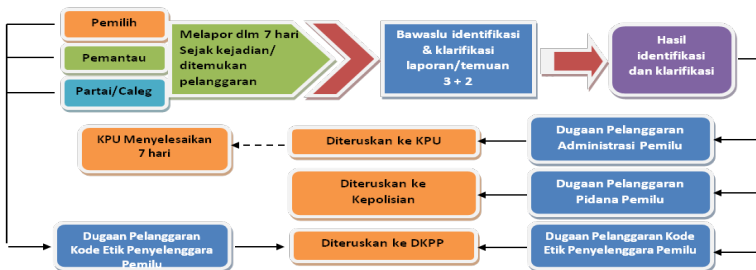 Pemilih
Pemantau
Partai/Caleg
Melapor dlm 7 hari
Sejak kejadian/
ditemukan
pelanggaran
Bawaslu identifikasi
& klarifikasi
laporan/temuan
3 + 2
Hasil
identifikasi
dan klarifikasi
KPU Menyelesaikan
7 hari
Diteruskan ke KPU
Dugaan Pelanggaran
Administrasi Pemilu
Diteruskan ke
Kepolisian
Dugaan Pelanggaran
Pidana Pemilu
Dugaan Pelanggaran
Kode Etik Penyelenggara
Pemilu
Diteruskan ke DKPP
Dugaan Pelanggaran Kode
Etik Penyelenggara Pemilu